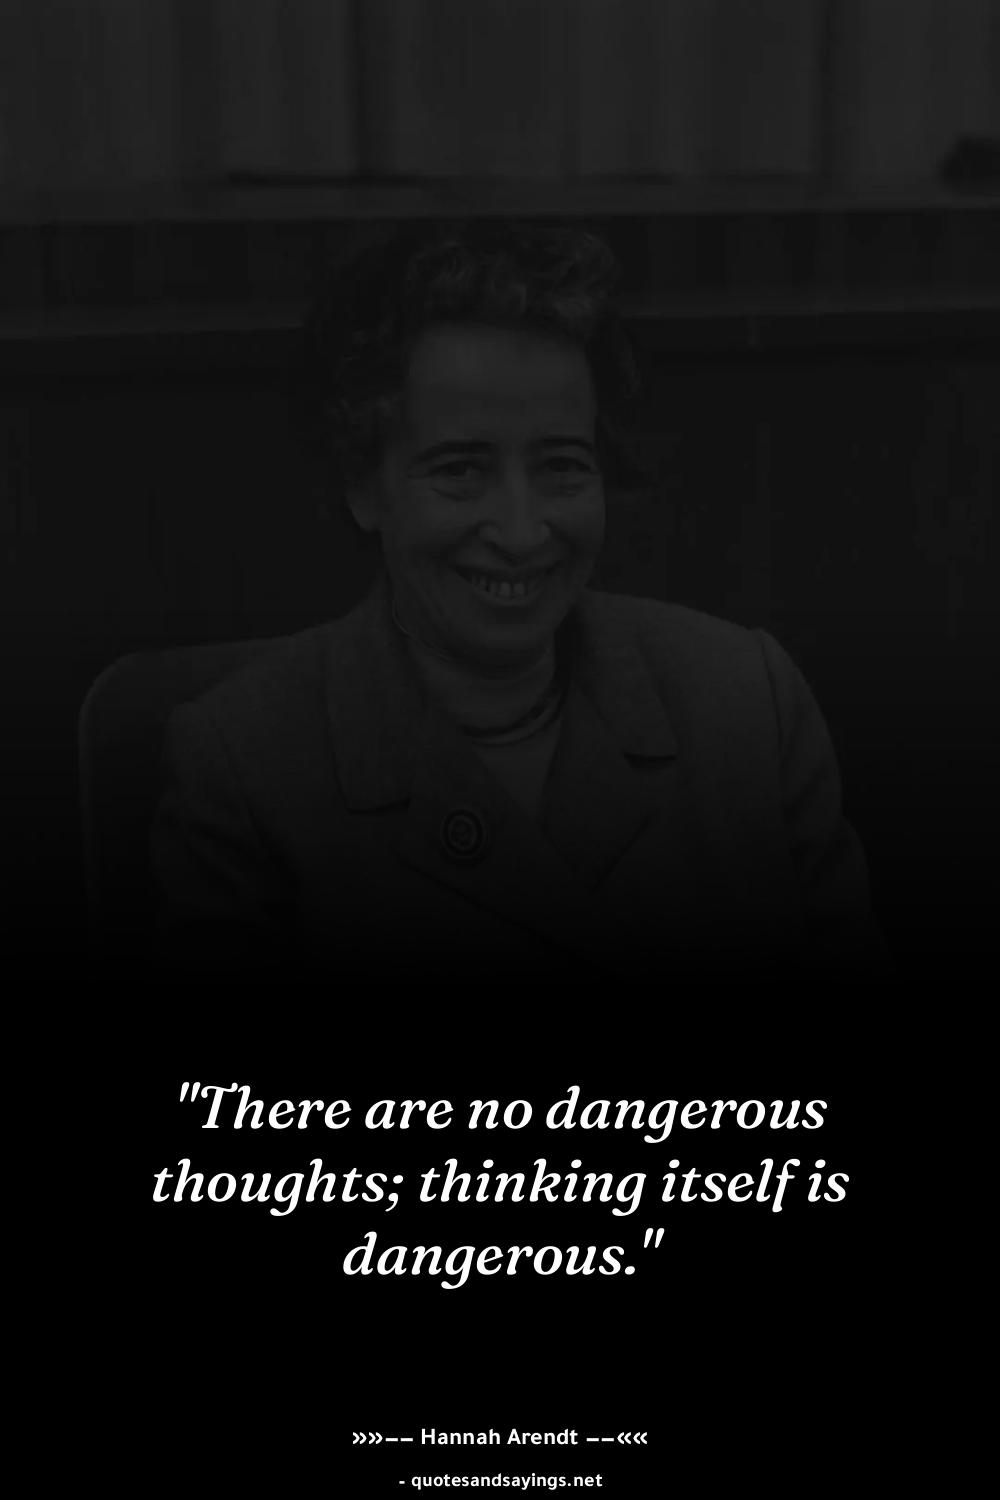 "There are no dangerous
thoughts; thinking itself is
dangerous."
»»−− Hannah Arendt −−««
- quotesandsayings.net